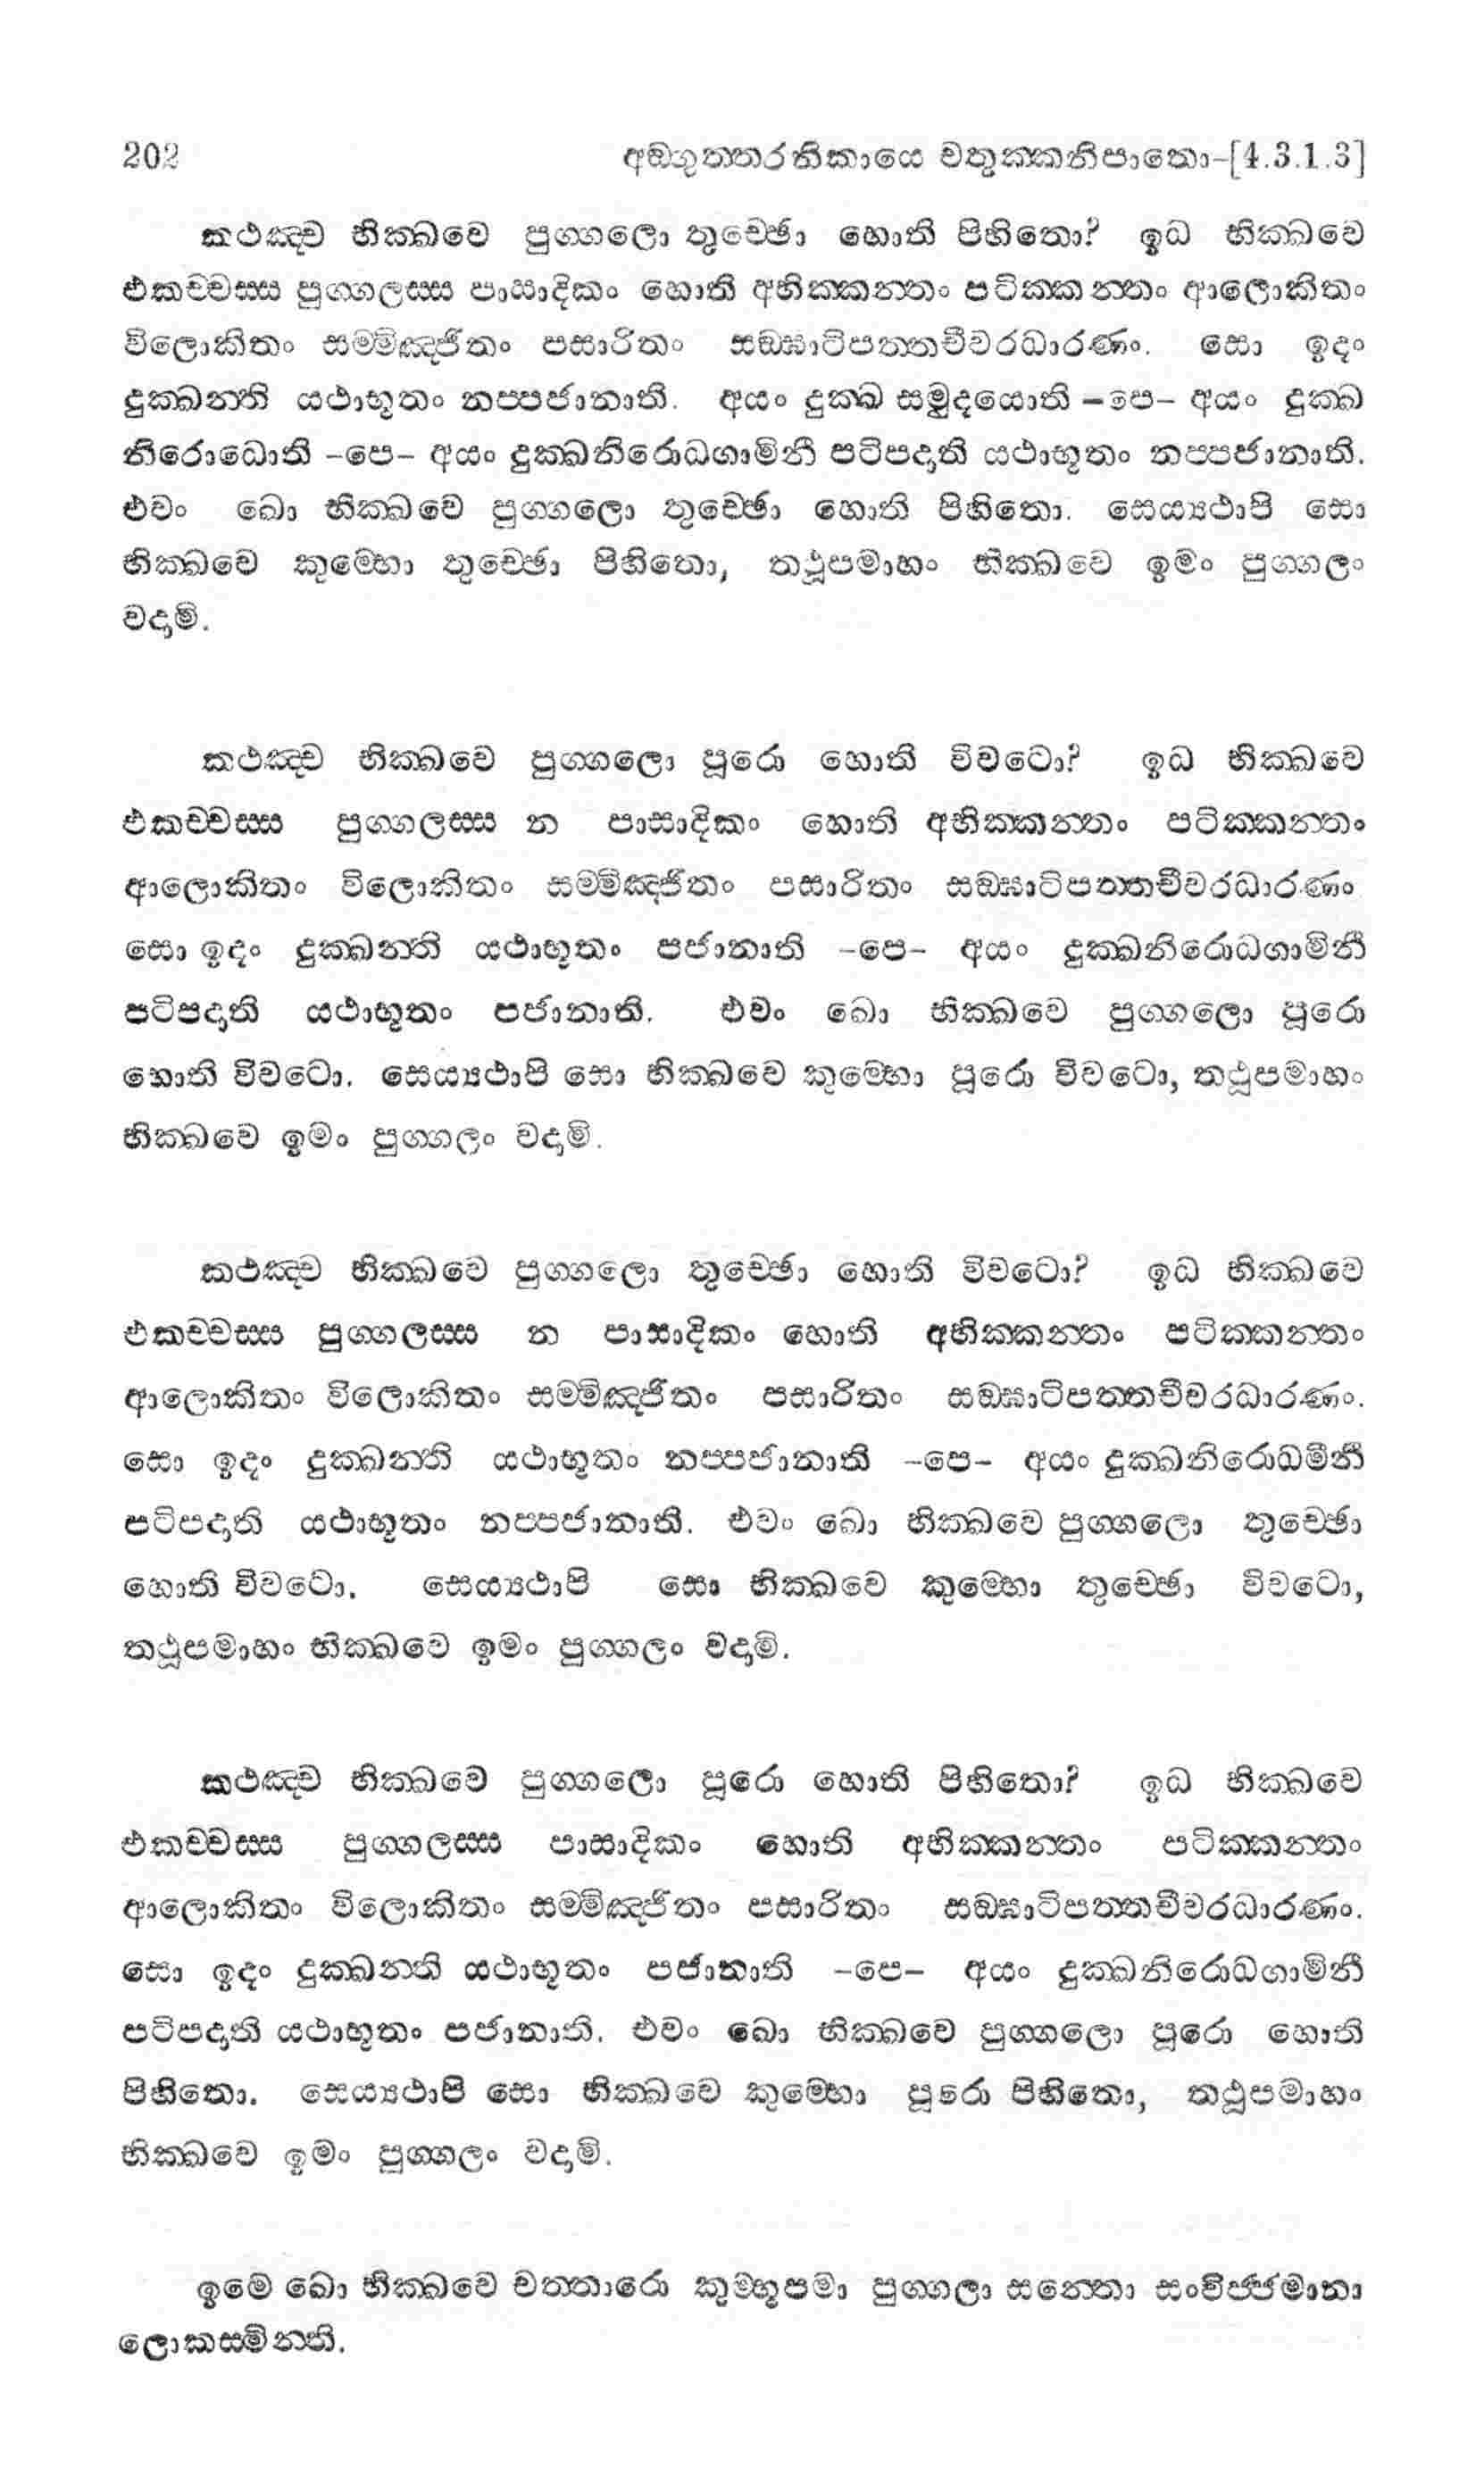 202 අඞ්ගුත්තරනිකායෙ චතුක්කනිපාතො-[4.3.1.3]
කථඤ්ච භික්ඛවෙ පුග්ගලො තුච්ඡො හොති පිහිතො? ඉධ භික්ඛවෙ
එකච්චස්ස පුග්ගලස්ස පාසාදිකං හොති අභික්කන්තං පටික්කන්තං ආලොකිතං
විලොකිතං සම්මිඤ්ජිතං පසාරිතං සඞ්ඝාටිපත්තචීවරධාරණං. සො ඉදං
දුක්ඛන්ති යථාභූතං නප්පජානාති. අයං දුක්ඛ සමුදයොති -පෙ- අයං දුක්ඛ
නිරොධොති -පෙ- අයං දුක්ඛනිරොධගාමිනී පටිපදාති යථාභූතං නප්පජානාති.
එවං ඛො භික්ඛවෙ පුග්ගලො තුච්ඡො හොති පිහිතො. සෙය්‍යථාපි සො
භික්ඛවෙ කුම්භො තුච්ඡො පිහිතො, තථූපමාහං භික්ඛවෙ ඉමං පුග්ගලං
වදාමි.
කථඤ්ච භික්ඛවෙ පුග්ගලො පූරො හොති විවටො? ඉධ භික්ඛවෙ
එකච්චස්ස පුග්ගලස්ස න පාසාදිකං හොති අභික්කන්තං පටික්කන්තං
ආලොකිතං විලොකිතං සම්මිඤ්ජිතං පසාරිතං සඞ්ඝාටිපත්තචීවරධාරණං
සො ඉදං දුක්ඛන්ති යථාභූතං පජානාති -පෙ- අයං දුක්ඛනිරොධගාමිනී
පටිපදාති යථාභූතං පජානාති. එවං ඛො භික්ඛවෙ පුග්ගලො පූරො
හොති විවටො. සෙය්‍යථාපි සො භික්ඛවෙ කුම්භො පූරො විවටො, තථූපමාහං
භික්ඛවෙ ඉමං පුග්ගලං වදාමි.
කථඤ්ච භික්ඛවෙ පුග්ගලො තුච්ඡො හොති විවටො? ඉධ භික්ඛවෙ
එකච්චස්ස පුග්ගලස්ස න පාසාදිකං හොති අභික්කන්තං පටික්කන්තං
ආලොකිතං විලොකිතං සම්මිඤ්ජිතං පසාරිතං සඞ්ඝාටිපත්තචීවරධාරණං.
සො ඉදං දුක්ඛන්ති යථාභූතං නප්පජානාති -පෙ- අයං දුක්ඛනිරොධමිනී
පටිපදාති යථාභූතං නප්පජානාති. එවං ඛො භික්ඛවෙ පුග්ගලො තුච්ඡො
හොති විවටො. සෙය්‍යථාපි සො භික්ඛවෙ කුම්භො තුච්ඡො විවටො,
තථූපමාහං භික්ඛවෙ ඉමං පුග්ගලං වදාමි.
කථඤ්ච භික්ඛවෙ පුග්ගලො පූරො හොති පිහිතො? ඉධ භික්ඛවෙ
එකච්චස්ස පුග්ගලස්ස පාසාදිකං හොති අභික්කන්තං පටික්කන්තං
ආලොකිතං විලොකිතං සම්මිඤ්ජිතං පසාරිතං සඞ්ඝාටිපත්තචීවරධාරණං.
සො ඉදං දුක්ඛන්ති යථාභූතං පජානාති -පෙ- අයං දුක්ඛනිරොධගාමිනී
පටිපදාති යථාභූතං පජානාති. එවං ඛො භික්ඛවෙ පුග්ගලො පූරො හොති
පිහිතො. සෙය්‍යථාපි සො භික්ඛවෙ කුම්භො පූරො පිහිතො, තථූපමාහං
භික්ඛවෙ ඉමං පුග්ගලං වදාමි.
ඉමෙ ඛො භික්ඛවෙ චත්තාරො කුම්භූපමා පුග්ගලා සන්තො සංවිජ්ජමානා
ලොකස්මින්ති.